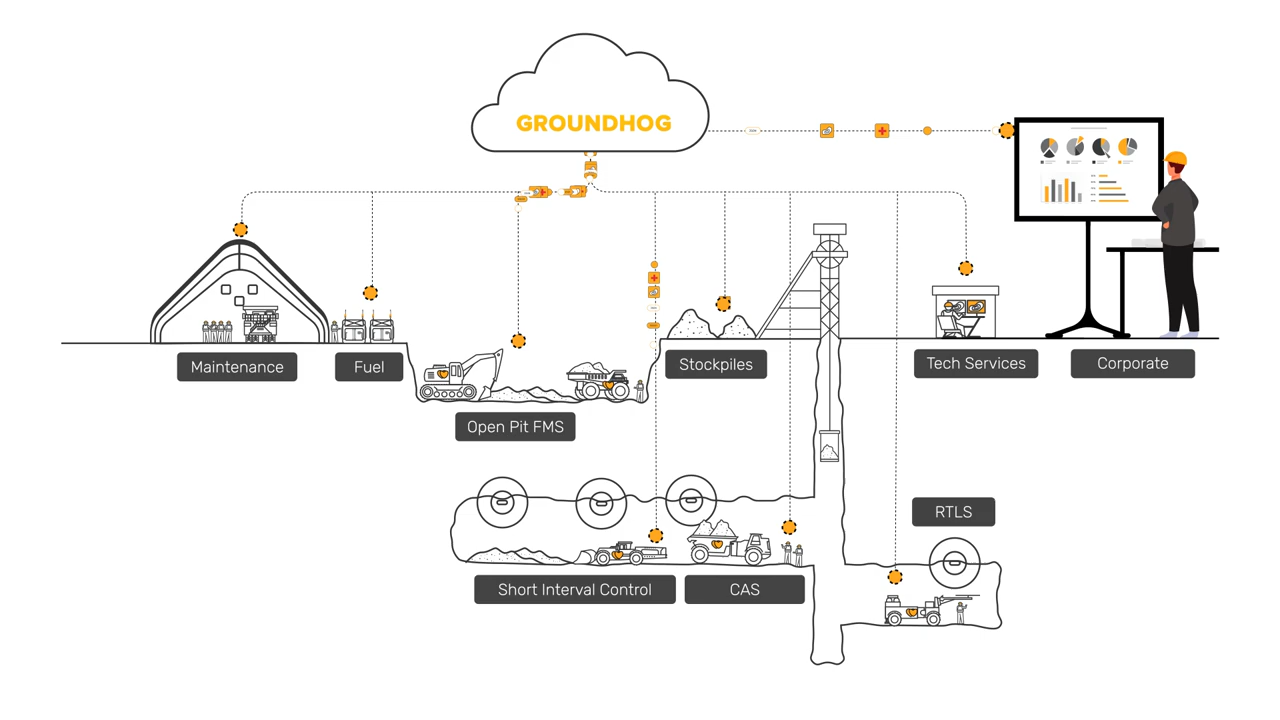 GROUNDHOG
Maintenance
Fuel
Stockpiles
Tech Services
Corporate
Open Pit FMS
RTLS
Short Interval Control
CAS